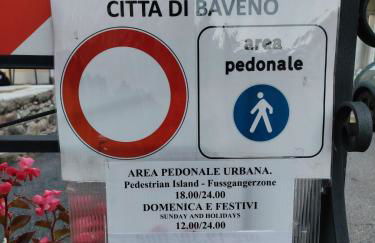 CITTÀ DI BAVENO
area
pedonale
AREA PEDONALE URBANA.
Pedestrian Island - Fussgangerzone
18.00/24.00
DOMENICA E FESTIVI
SUNDAY AND HOLIDAYS
12.00/24.00